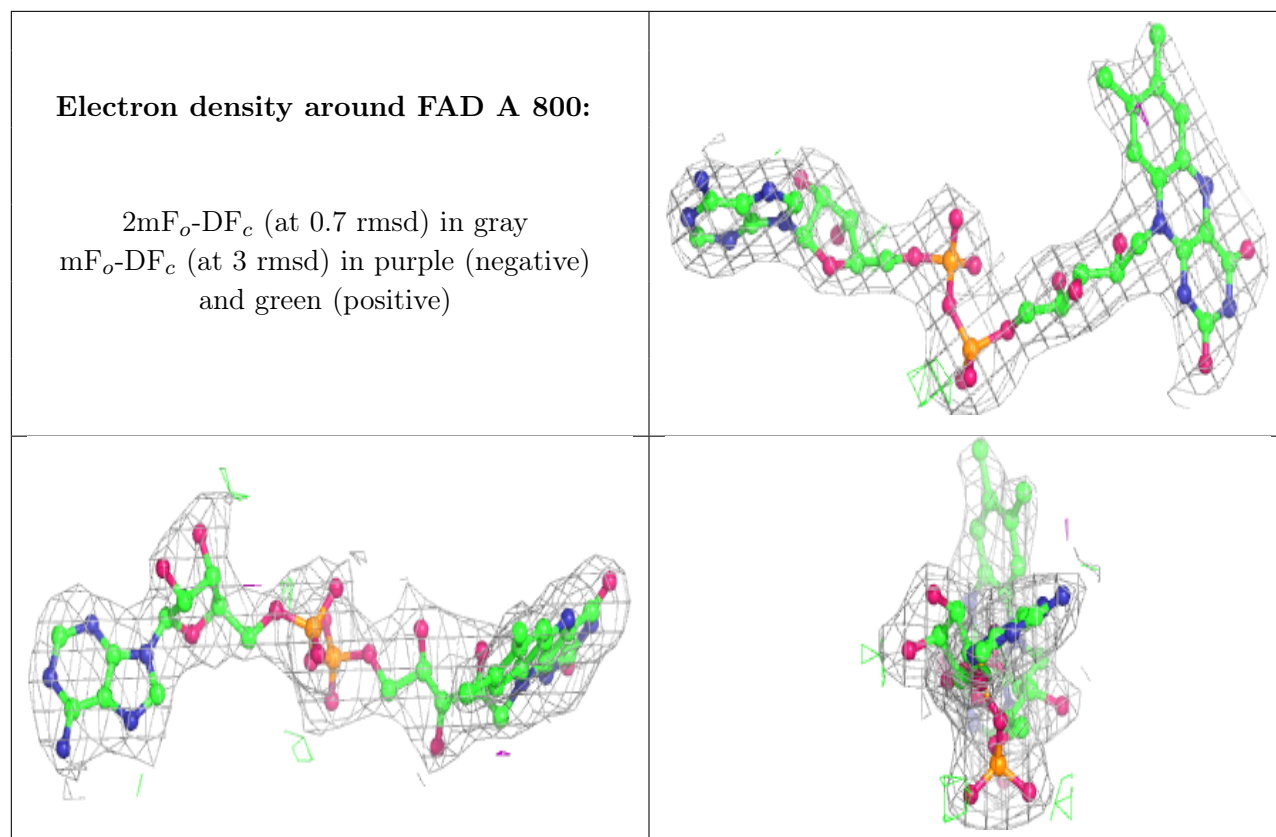 Electron density around FAD A 800:
2mFo-DFc (at 0.7 rmsd) in gray
mFo-DFc (at 3 rmsd) in purple (negative)
and green (positive)